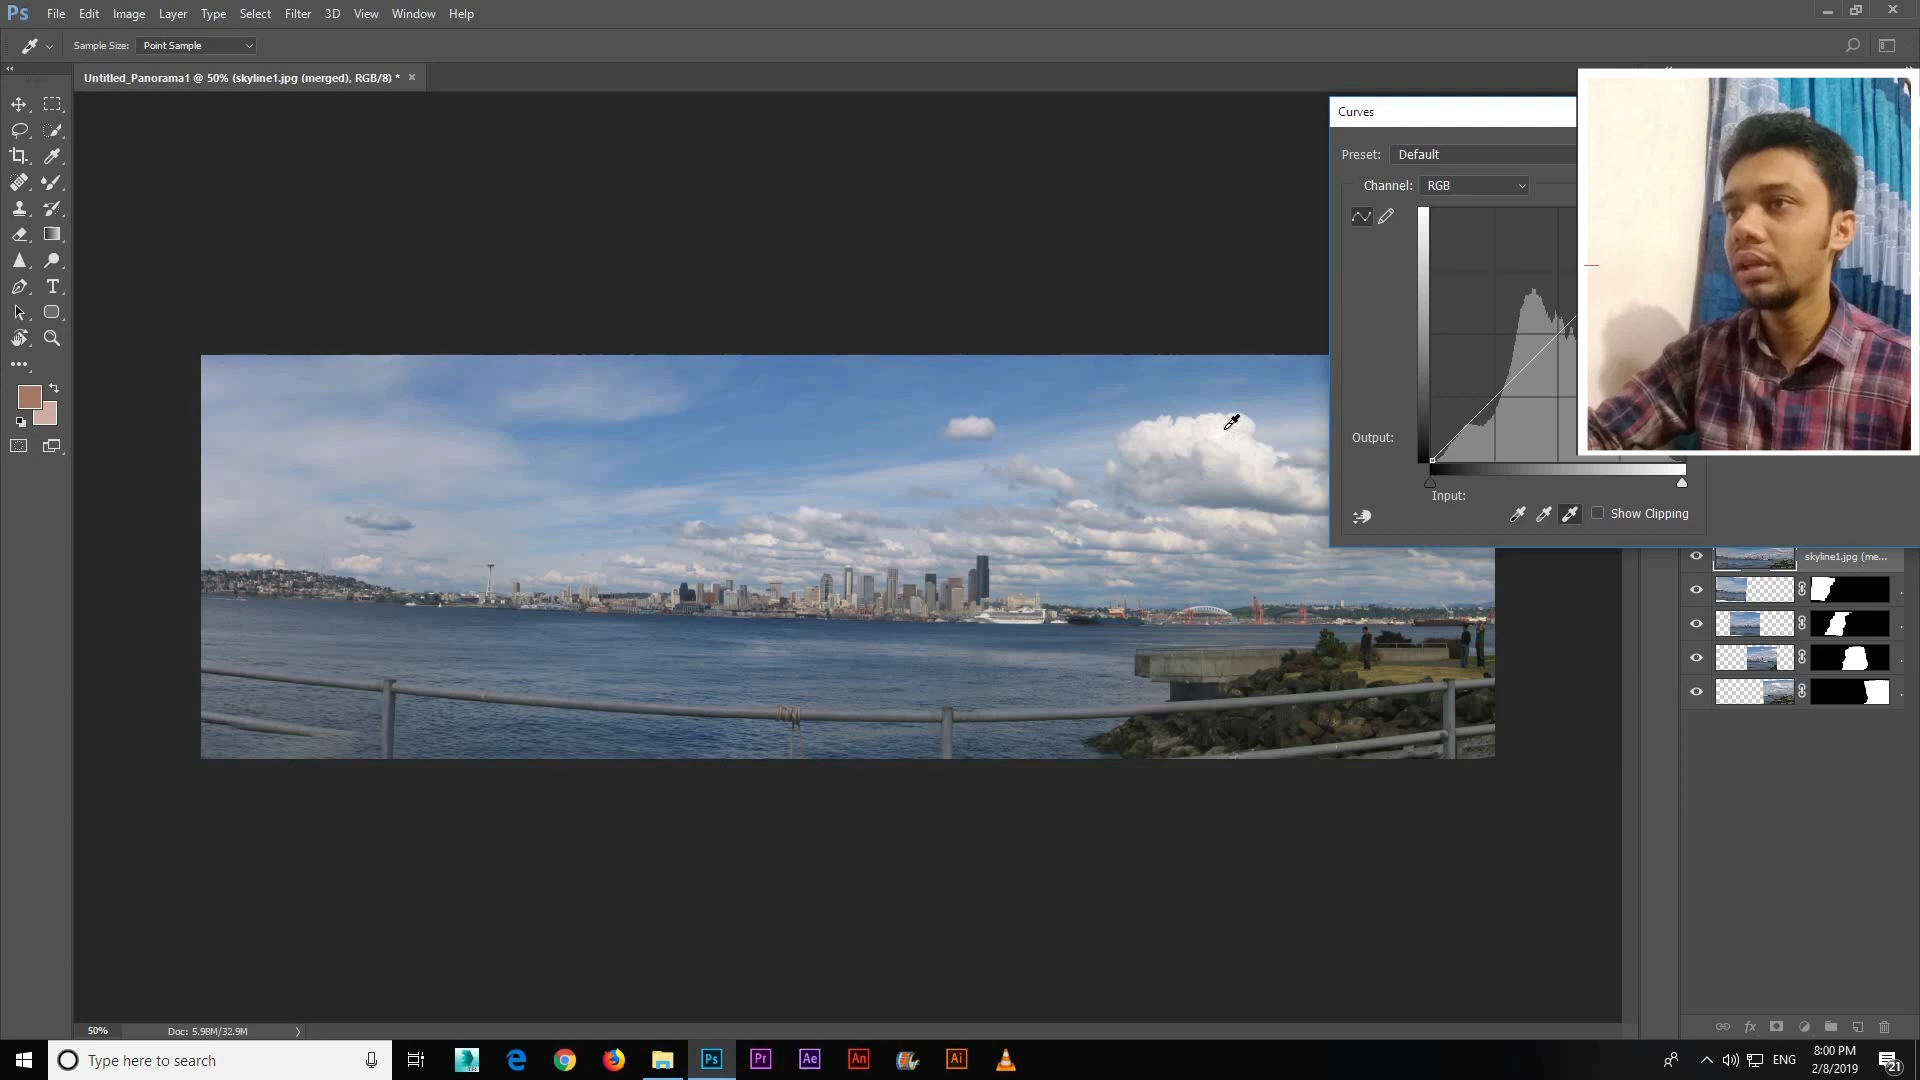 Ps File Edit Image Layer Type Select Filter 3D View Window Help
Sample Size: Point Sample
Untitled_Panorama1 @ 50% (skyline1.jpg (merged), RGB/8) *
Curves
Preset: Default
Channel: RGB
Output:
Input:
Show Clipping
skyline1.jpg (me...
T
50% Doc: 5.98M/32.9M
Type here to search
Ps Pr Ae An Ai
ENG
8:00 PM
2/8/2019
21
fx